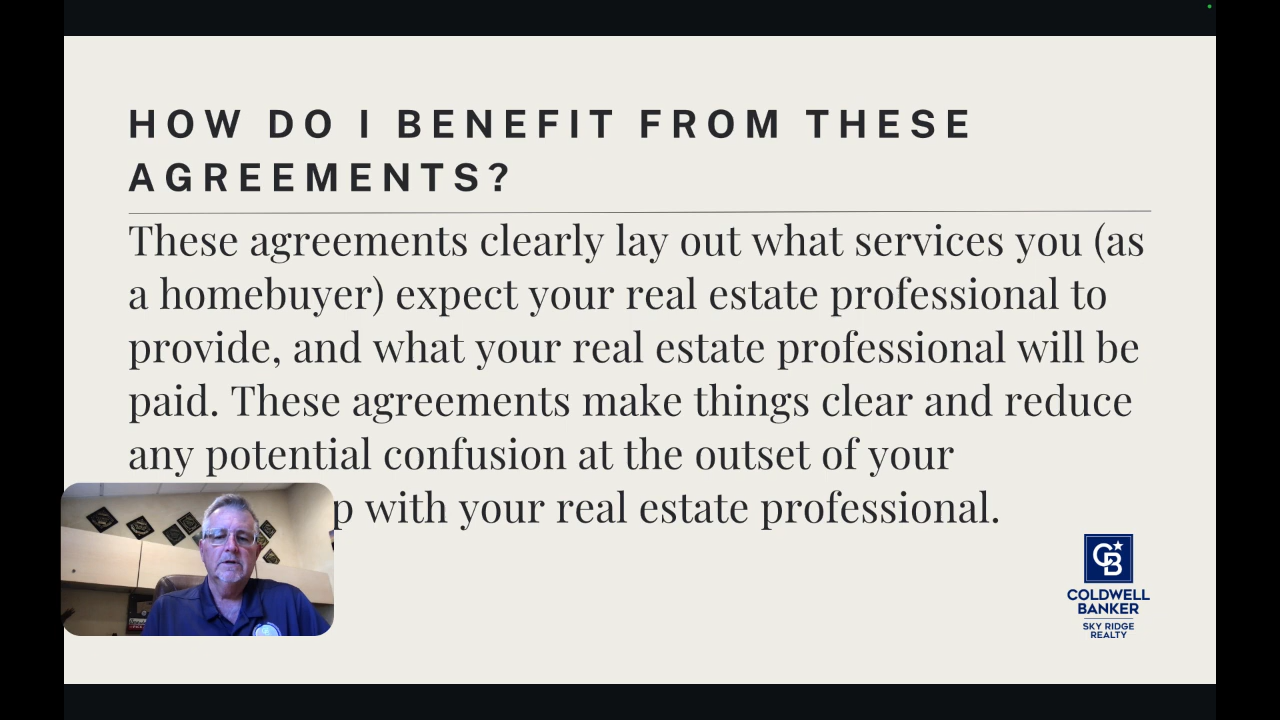 HOW DO I BENEFIT FROM THESE
AGREEMENTS?
These agreements clearly lay out what services you (as
a homebuyer) expect your real estate professional to
provide, and what your real estate professional will be
paid. These agreements make things clear and reduce
any potential confusion at the outset of your
p with your real estate professional.
CB
COLDWELL
BANKER
SKY RIDGE
REALTY